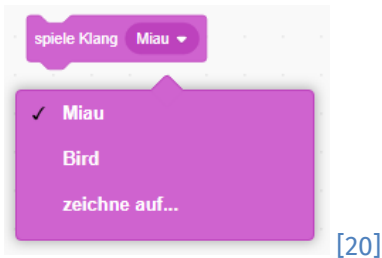 spiele Klang Miau
✓ Miau
Bird
zeichne auf...
[20]